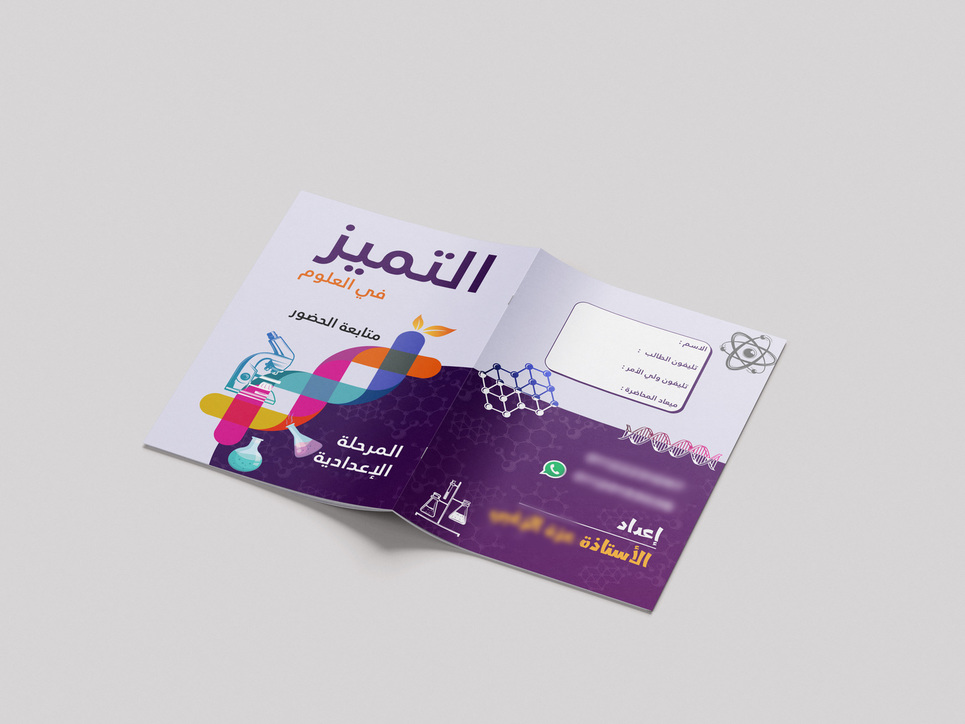 التميز
في العلوم
متابعة الحضور
المرحلة
الإعدادية
الاسم :
تليفون الطالب :
تليفون ولي الأمر :
ميعاد المحاضرة :
إعداد
الأستاذة